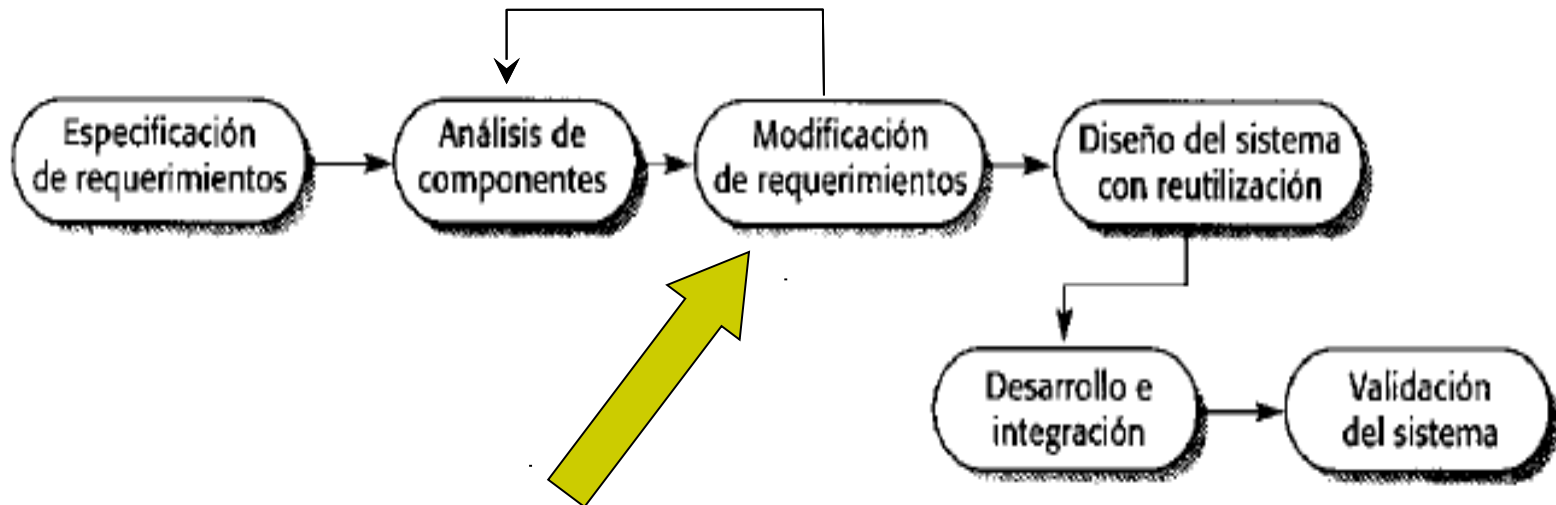 Especificación
de requerimientos
Análisis de
componentes
Modificación
de requerimientos
Diseño del sistema
con reutilización
Desarrollo e
integración
Validación
del sistema